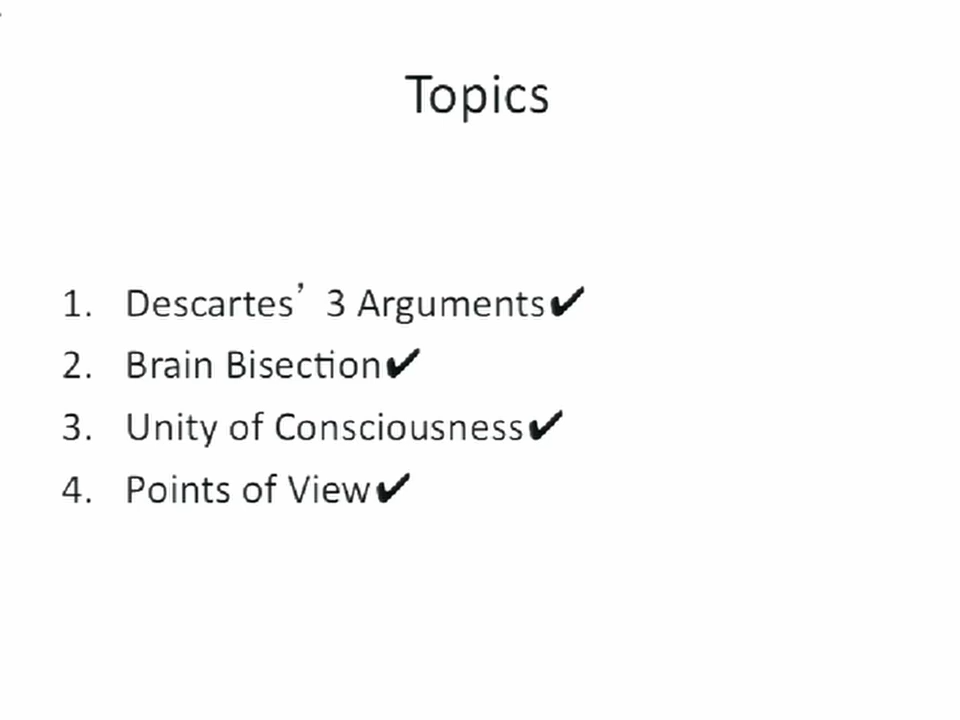 Topics
1. Descartes’ 3 Arguments✔
2. Brain Bisection✔
3. Unity of Consciousness✔
4. Points of View✔